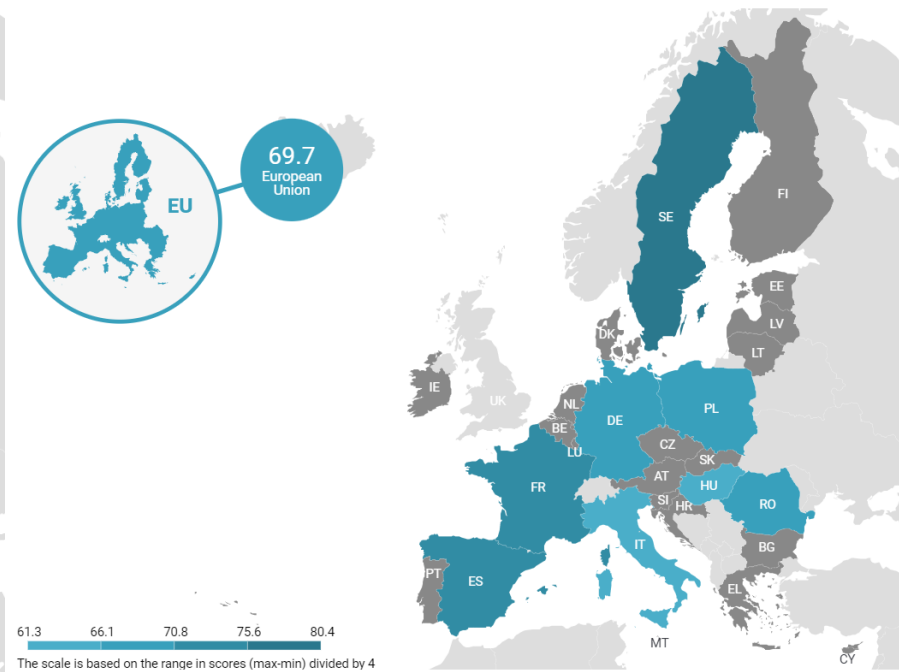 69.7
European
Union
EU
SE
FI
EE
LV
LT
DK
IE
UK
NL
BE
LU
DE
PL
CZ
SK
AT
HU
SI
HR
RO
FR
IT
BG
PT
ES
EL
MT
CY
61.3 66.1 70.8 75.6 80.4
The scale is based on the range in scores (max-min) divided by 4